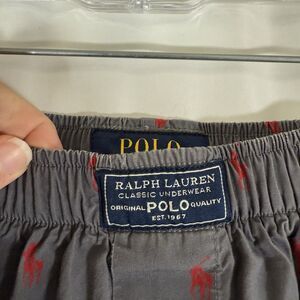 POLO
RALPH LAUREN
CLASSIC UNDERWEAR
ORIGINAL POLO QUALITY
EST. 1967